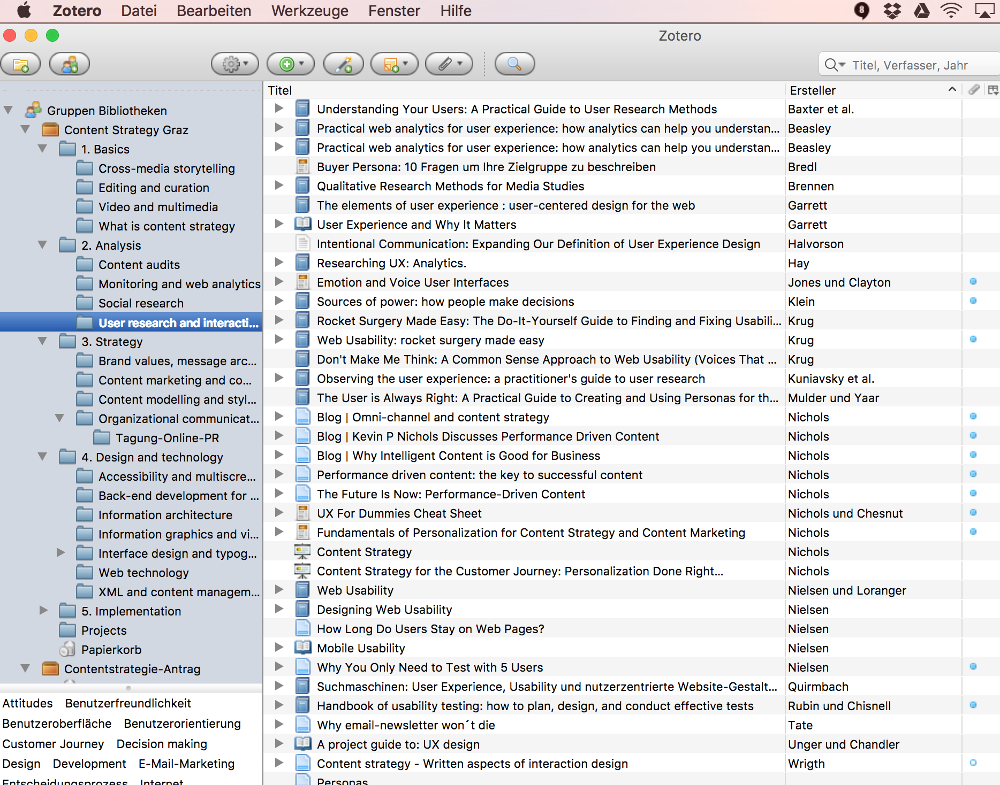 Zotero Datei Bearbeiten Werkzeuge Fenster Hilfe
8
Zotero
Titel, Verfasser, Jahr
Gruppen Bibliotheken
Content Strategy Graz
1. Basics
Cross-media storytelling
Editing and curation
Video and multimedia
What is content strategy
2. Analysis
Content audits
Monitoring and web analytics
Social research
User research and interacti...
3. Strategy
Brand values, message arc...
Content marketing and co...
Content modelling and styl...
Organizational communicat...
Tagung-Online-PR
4. Design and technology
Accessibility and multiscre...
Back-end development for ...
Information architecture
Information graphics and vi...
Interface design and typog...
Web technology
XML and content managem...
5. Implementation
Projects
Papierkorb
Contentstrategie-Antrag
Attitudes Benutzerfreundlichkeit
Benutzeroberfläche Benutzerorientierung
Customer Journey Decision making
Design Development E-Mail-Marketing
Entscheidungsprozess Internet
Titel Ersteller
Understanding Your Users: A Practical Guide to User Research Methods Baxter et al.
Practical web analytics for user experience: how analytics can help you understan... Beasley
Practical web analytics for user experience: how analytics can help you understan... Beasley
Buyer Persona: 10 Fragen um Ihre Zielgruppe zu beschreiben Bredl
Qualitative Research Methods for Media Studies Brennen
The elements of user experience : user-centered design for the web Garrett
User Experience and Why It Matters Garrett
Intentional Communication: Expanding Our Definition of User Experience Design Halvorson
Researching UX: Analytics. Hay
Emotion and Voice User Interfaces Jones und Clayton
Sources of power: how people make decisions Klein
Rocket Surgery Made Easy: The Do-It-Yourself Guide to Finding and Fixing Usabili... Krug
Web Usability: rocket surgery made easy Krug
Don't Make Me Think: A Common Sense Approach to Web Usability (Voices That ... Krug
Observing the user experience: a practitioner's guide to user research Kuniavsky et al.
The User is Always Right: A Practical Guide to Creating and Using Personas for th... Mulder und Yaar
Blog | Omni-channel and content strategy Nichols
Blog | Kevin P Nichols Discusses Performance Driven Content Nichols
Blog | Why Intelligent Content is Good for Business Nichols
Performance driven content: the key to successful content Nichols
The Future Is Now: Performance-Driven Content Nichols
UX For Dummies Cheat Sheet Nichols und Chesnut
Fundamentals of Personalization for Content Strategy and Content Marketing Nichols
Content Strategy Nichols
Content Strategy for the Customer Journey: Personalization Done Right... Nichols
Web Usability Nielsen und Loranger
Designing Web Usability Nielsen
How Long Do Users Stay on Web Pages? Nielsen
Mobile Usability Nielsen
Why You Only Need to Test with 5 Users Nielsen
Suchmaschinen: User Experience, Usability und nutzerzentrierte Website-Gestalt... Quirmbach
Handbook of usability testing: how to plan, design, and conduct effective tests Rubin und Chisnell
Why email-newsletter won´t die Tate
A project guide to: UX design Unger und Chandler
Content strategy - Written aspects of interaction design Wrigth
Personas